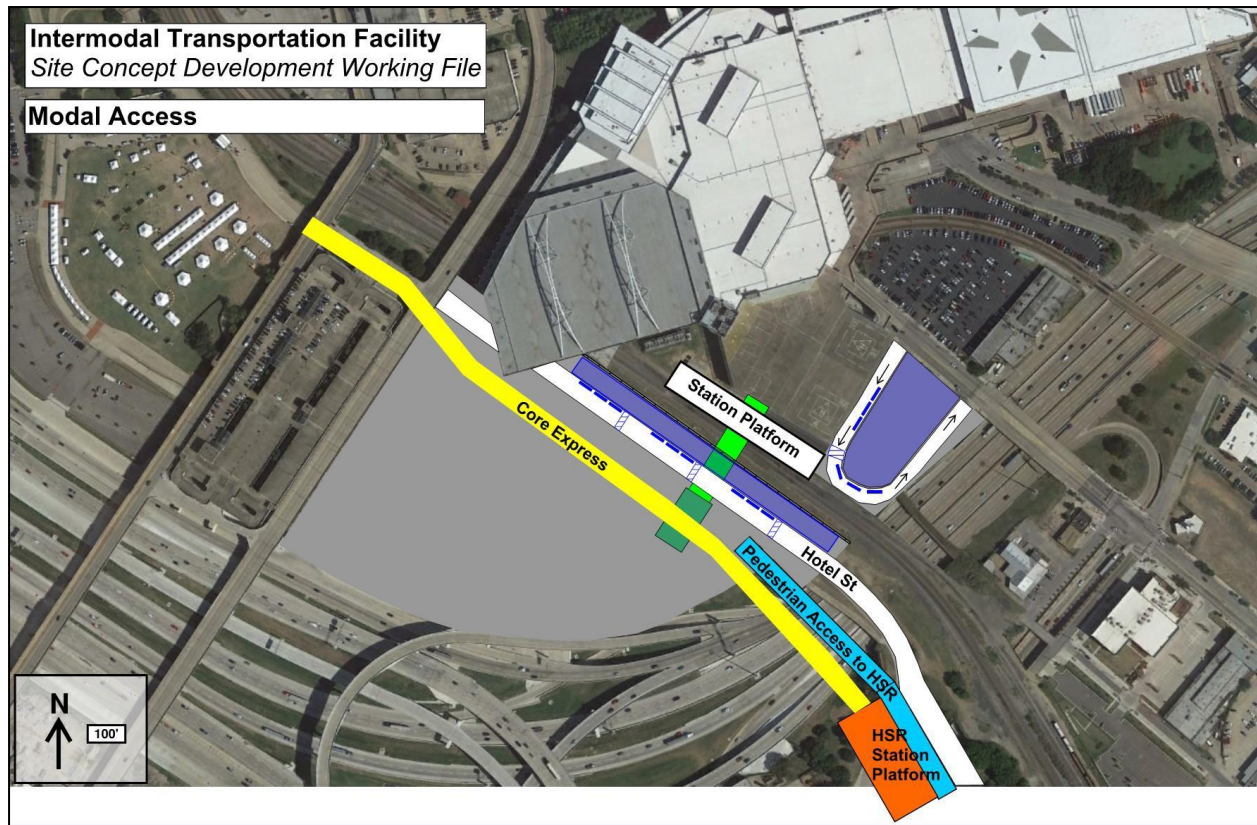 Intermodal Transportation Facility
Site Concept Development Working File
Modal Access
Station Platform
Core Express
Hotel St
Pedestrian Access to HSR
HSR
Station
Platform
N
100'